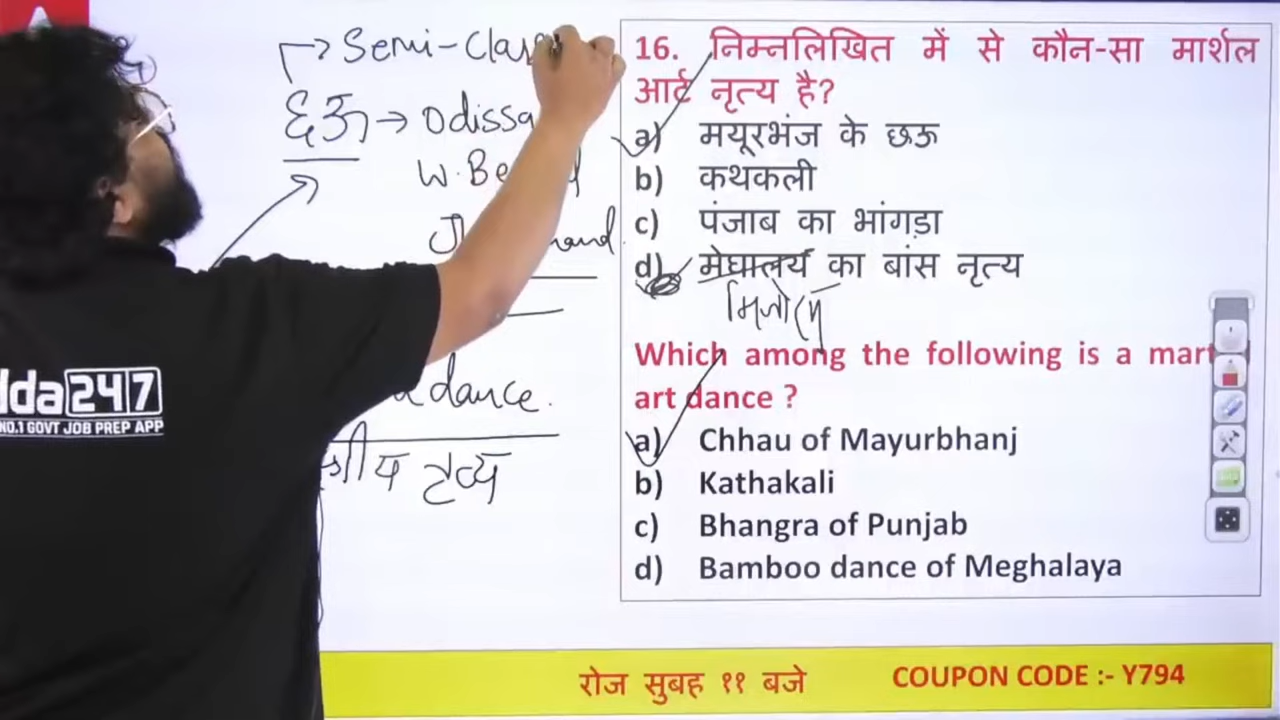 Semi-Clas
छऊ → Odissa
W. Be
J
a dance.
नृत्य
16. निम्नलिखित में से कौन-सा मार्शल
आर्ट नृत्य है?
a) मयूरभंज के छऊ
b) कथकली
c) पंजाब का भांगड़ा
d) मेघालय का बांस नृत्य
मिजोरम
Which among the following is a mart
art dance ?
a) Chhau of Mayurbhanj
b) Kathakali
c) Bhangra of Punjab
d) Bamboo dance of Meghalaya
dda247
NO.1 GOVT JOB PREP APP
रोज सुबह ११ बजे
COUPON CODE :- Y794